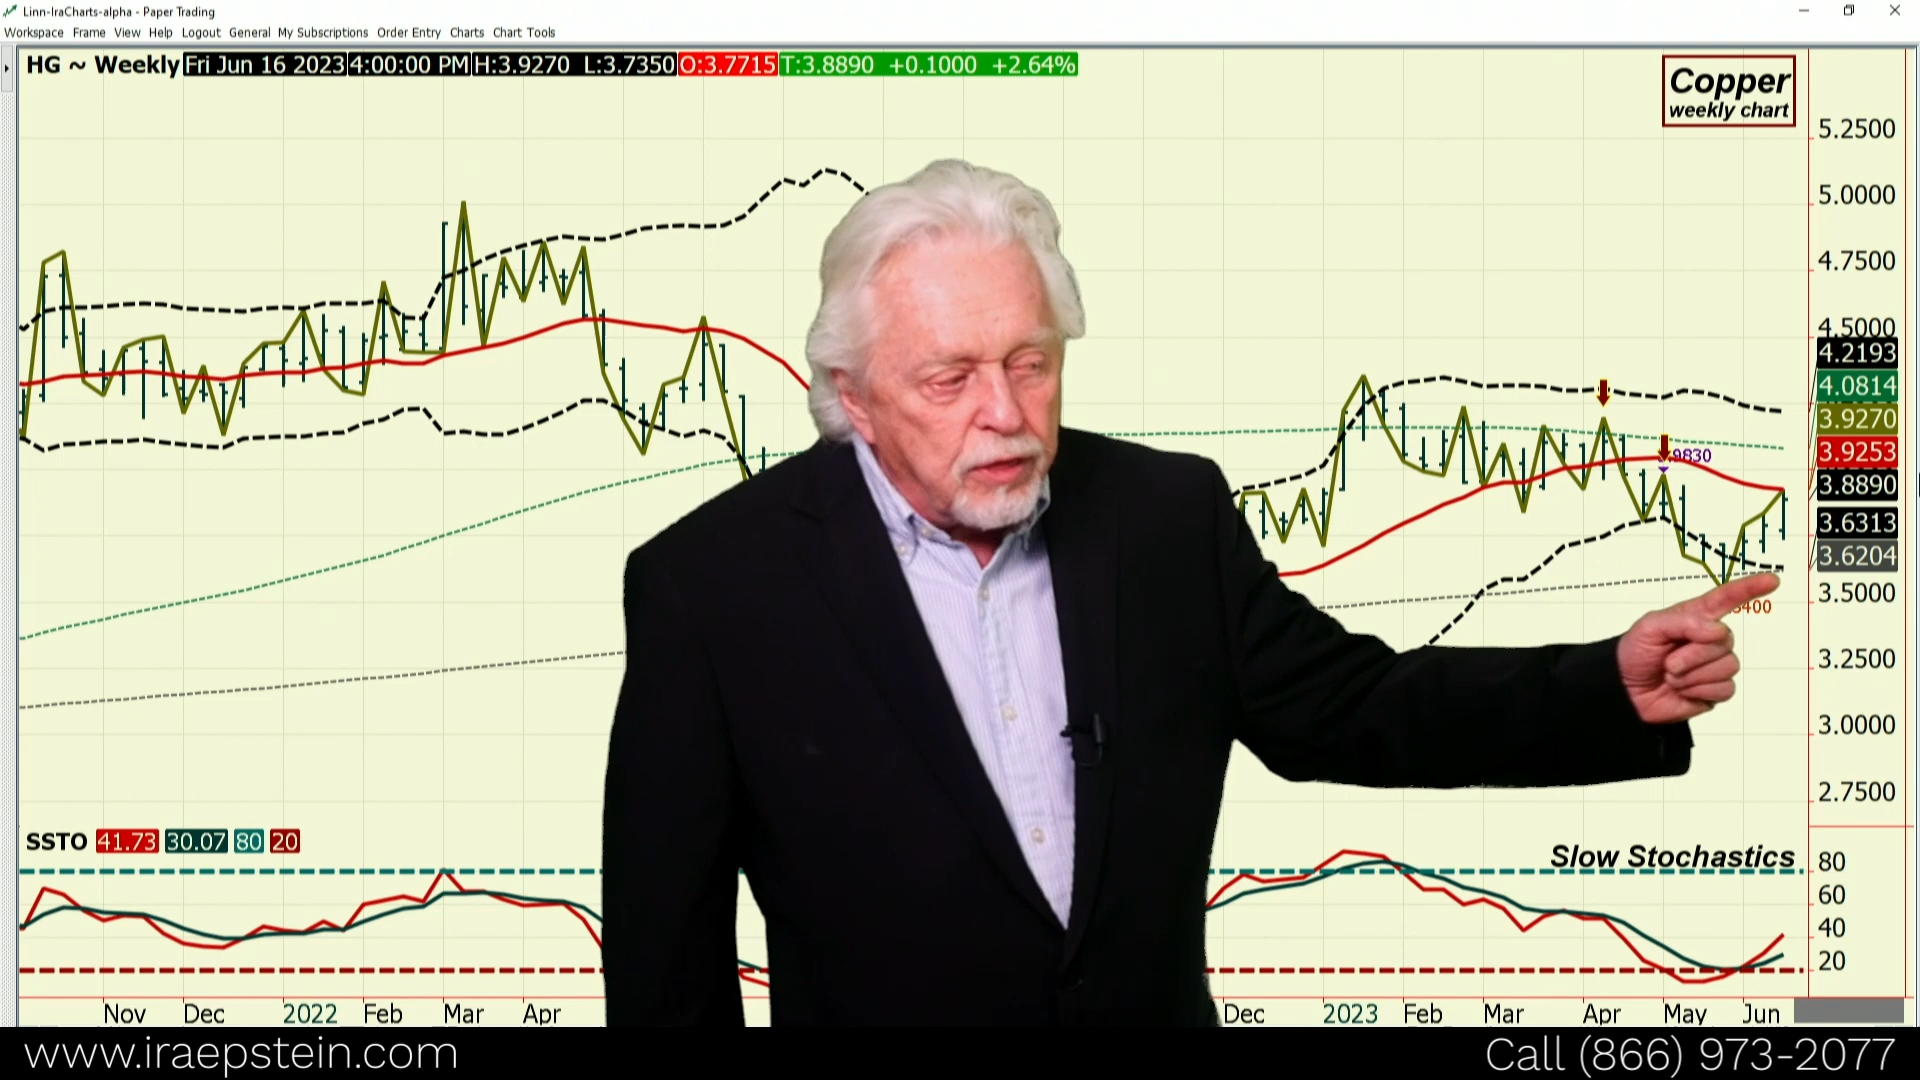 Linn-IraCharts-alpha - Paper Trading
Workspace Frame View Help Logout General My Subscriptions Order Entry Charts Chart Tools
HG ~ Weekly Fri Jun 16 2023 4:00:00 PM H:3.9270 L:3.7350 O:3.7715 T:3.8890 +0.1000 +2.64%
Copper
weekly chart
5.2500
5.0000
4.7500
4.5000
4.2193
4.0814
3.9270
3.9253
9830
3.8890
3.6313
3.6204
3.5000
3400
3.2500
3.0000
2.7500
SSTO 41.73 30.07 80 20
Slow Stochastics
80
60
40
20
Nov Dec 2022 Feb Mar Apr Dec 2023 Feb Mar Apr May Jun
www.iraepstein.com Call (866) 973-2077